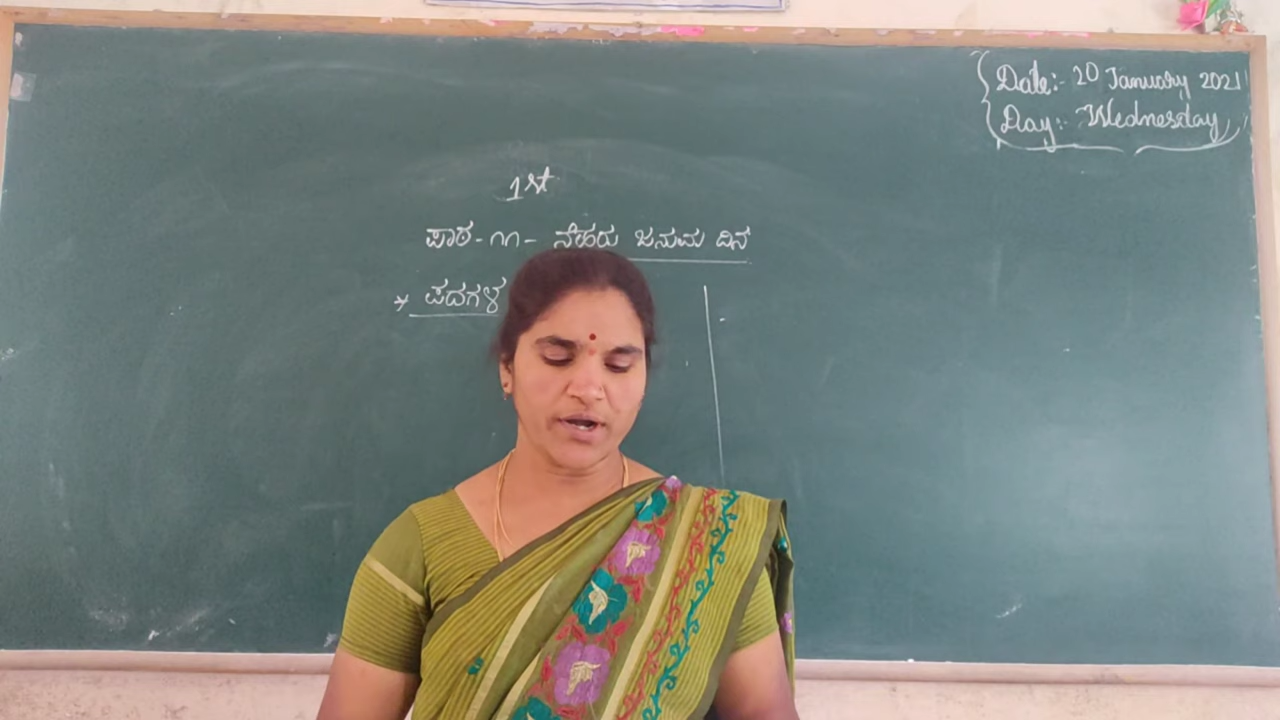 Date:- 20 January 2021
Day:- Wednesday
1st
ಪಾಠ-೧೧- ನೆಹರು ಜನುಮ ದಿನ
* ಪದಗಳ